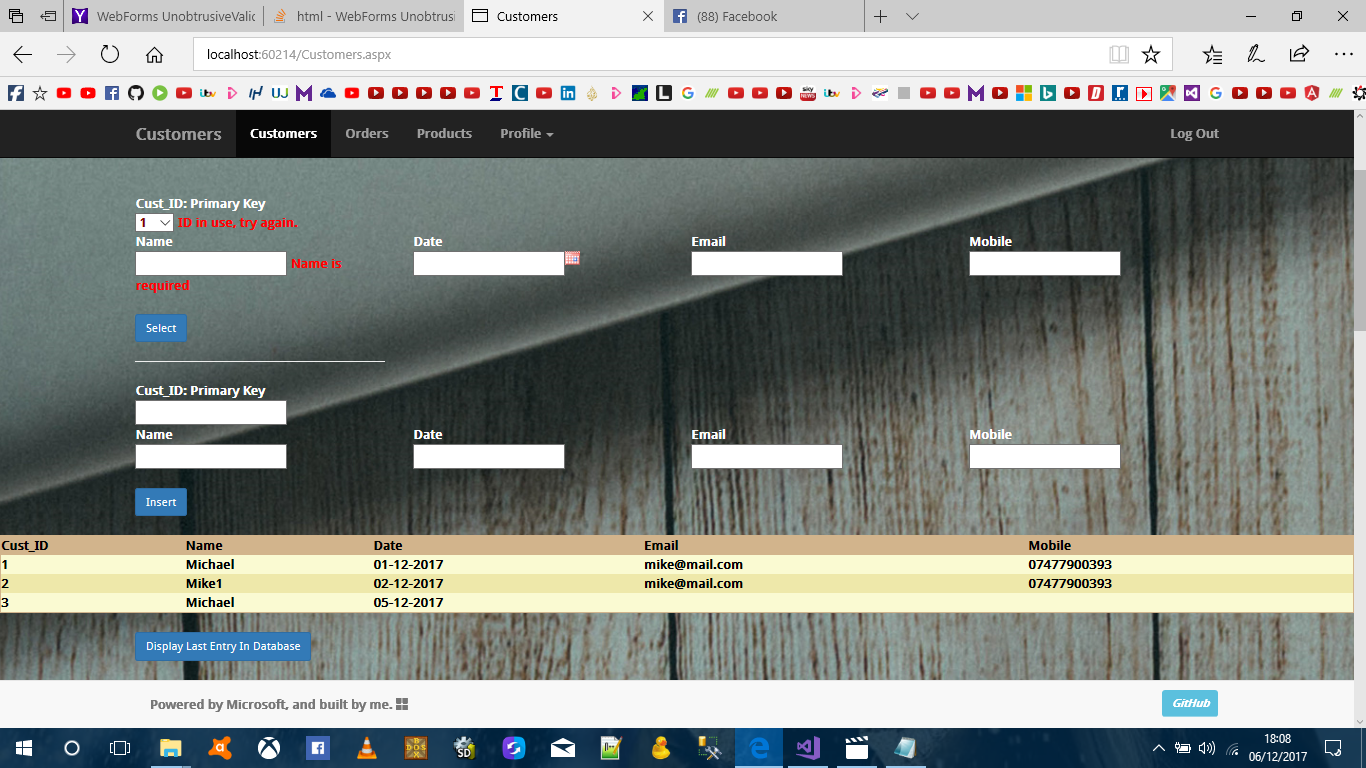 WebForms UnobtrusiveValic
html - WebForms Unobtrusi
Customers
(88) Facebook
localhost:60214/Customers.aspx
Customers Customers Orders Products Profile Log Out
Cust_ID: Primary Key
1 ID in use, try again.
Name Date Email Mobile
Name is
required
Select
Cust_ID: Primary Key
Name Date Email Mobile
Insert
Cust_ID Name Date Email Mobile
1 Michael 01-12-2017 mike@mail.com 07477900393
2 Mike1 02-12-2017 mike@mail.com 07477900393
3 Michael 05-12-2017
Display Last Entry In Database
Powered by Microsoft, and built by me.
GitHub
18:08
06/12/2017